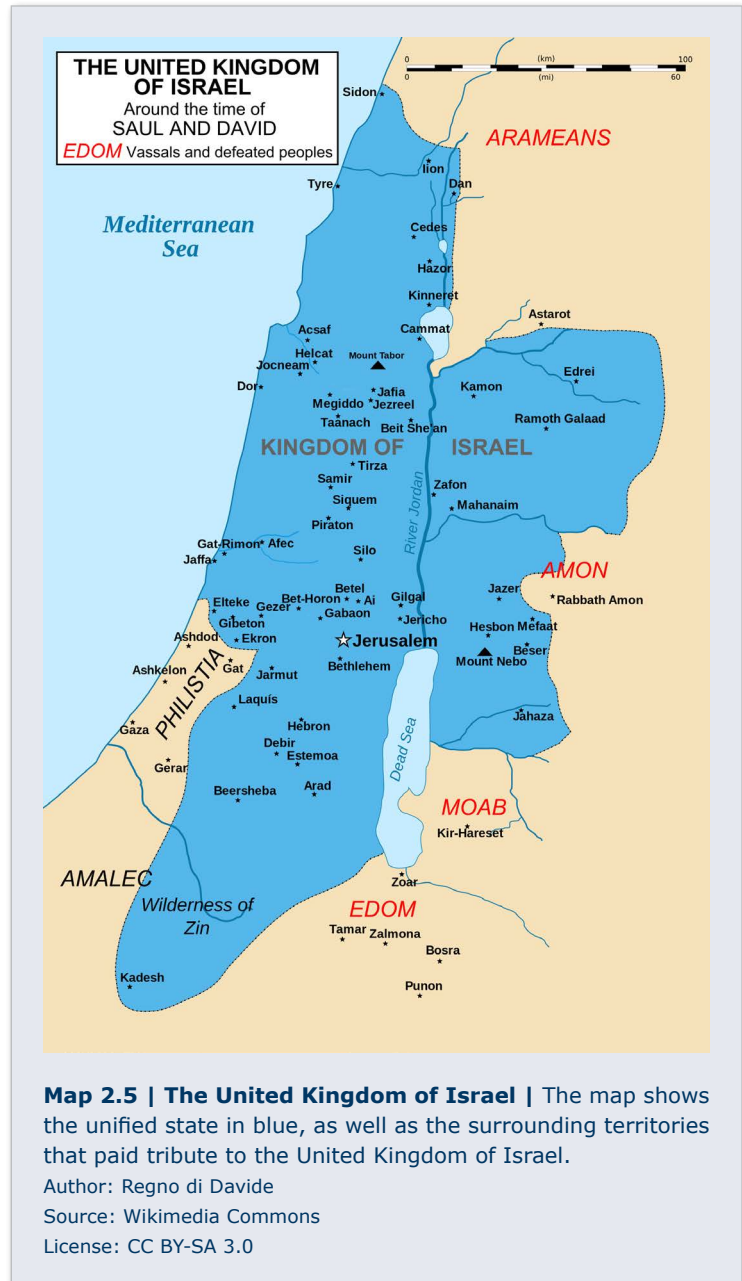 THE UNITED KINGDOM
OF ISRAEL
Around the time of
SAUL AND DAVID
EDOM Vassals and defeated peoples
0 (km) 100
0 (mi) 60
Sidon
ARAMEANS
Iion
Tyre
Dan
Mediterranean
Sea
Cedes
Hazor
Kinneret
Astarot
Acsaf
Cammat
Helcat
Mount Tabor
Jocneam
Edrei
Dor
Jafia
Kamon
Megiddo
Jezreel
Taanach
Ramoth Galaad
Beit She'an
KINGDOM OF ISRAEL
Tirza
Samir
Zafon
Siquem
Mahanaim
River Jordan
Piraton
Gat-Rimon
Afec
Silo
Jaffa
AMON
Jazer
Rabbath Amon
Betel
Gilgal
Elteke
Bet-Horon
Ai
Gezer
Gabaon
Jericho
Gibeton
Hesbon
Mefaat
Ashdod
Ekron
Jerusalem
Beser
Bethlehem
Mount Nebo
Gat
Jarmut
Ashkelon
PHILISTIA
Laquís
Jahaza
Gaza
Hebron
Dead Sea
Debir
Estemoa
Gerar
Beersheba
Arad
MOAB
Kir-Hareset
AMALEC
Zoar
Wilderness of
Zin
EDOM
Tamar
Zalmona
Bosra
Kadesh
Punon
Map 2.5 | The United Kingdom of Israel | The map shows
the unified state in blue, as well as the surrounding territories
that paid tribute to the United Kingdom of Israel.
Author: Regno di Davide
Source: Wikimedia Commons
License: CC BY-SA 3.0